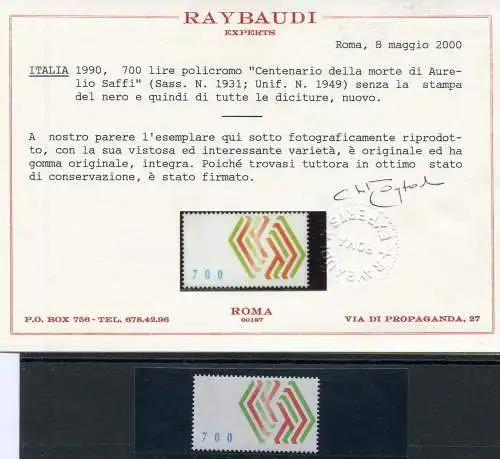 RAYBAUDI
EXPERTS
Roma, 8 maggio 2000
ITALIA 1990, 700 lire policromo "Centenario della morte di Aure-
lio Saffi" (Sass. N. 1931; Unif. N. 1949) senza la stampa
del nero e quindi di tutte le diciture, nuovo.
A nostro parere l'esemplare qui sotto fotograficamente riprodot-
to, con la sua vistosa ed interessante varietà, è originale ed ha
gomma originale, integra. Poiché trovasi tuttora in ottimo stato
di conservazione, è stato firmato.
700
ROMA
00187
P.O. BOX 756 - TEL. 678.42.96
VIA DI PROPAGANDA, 27
700